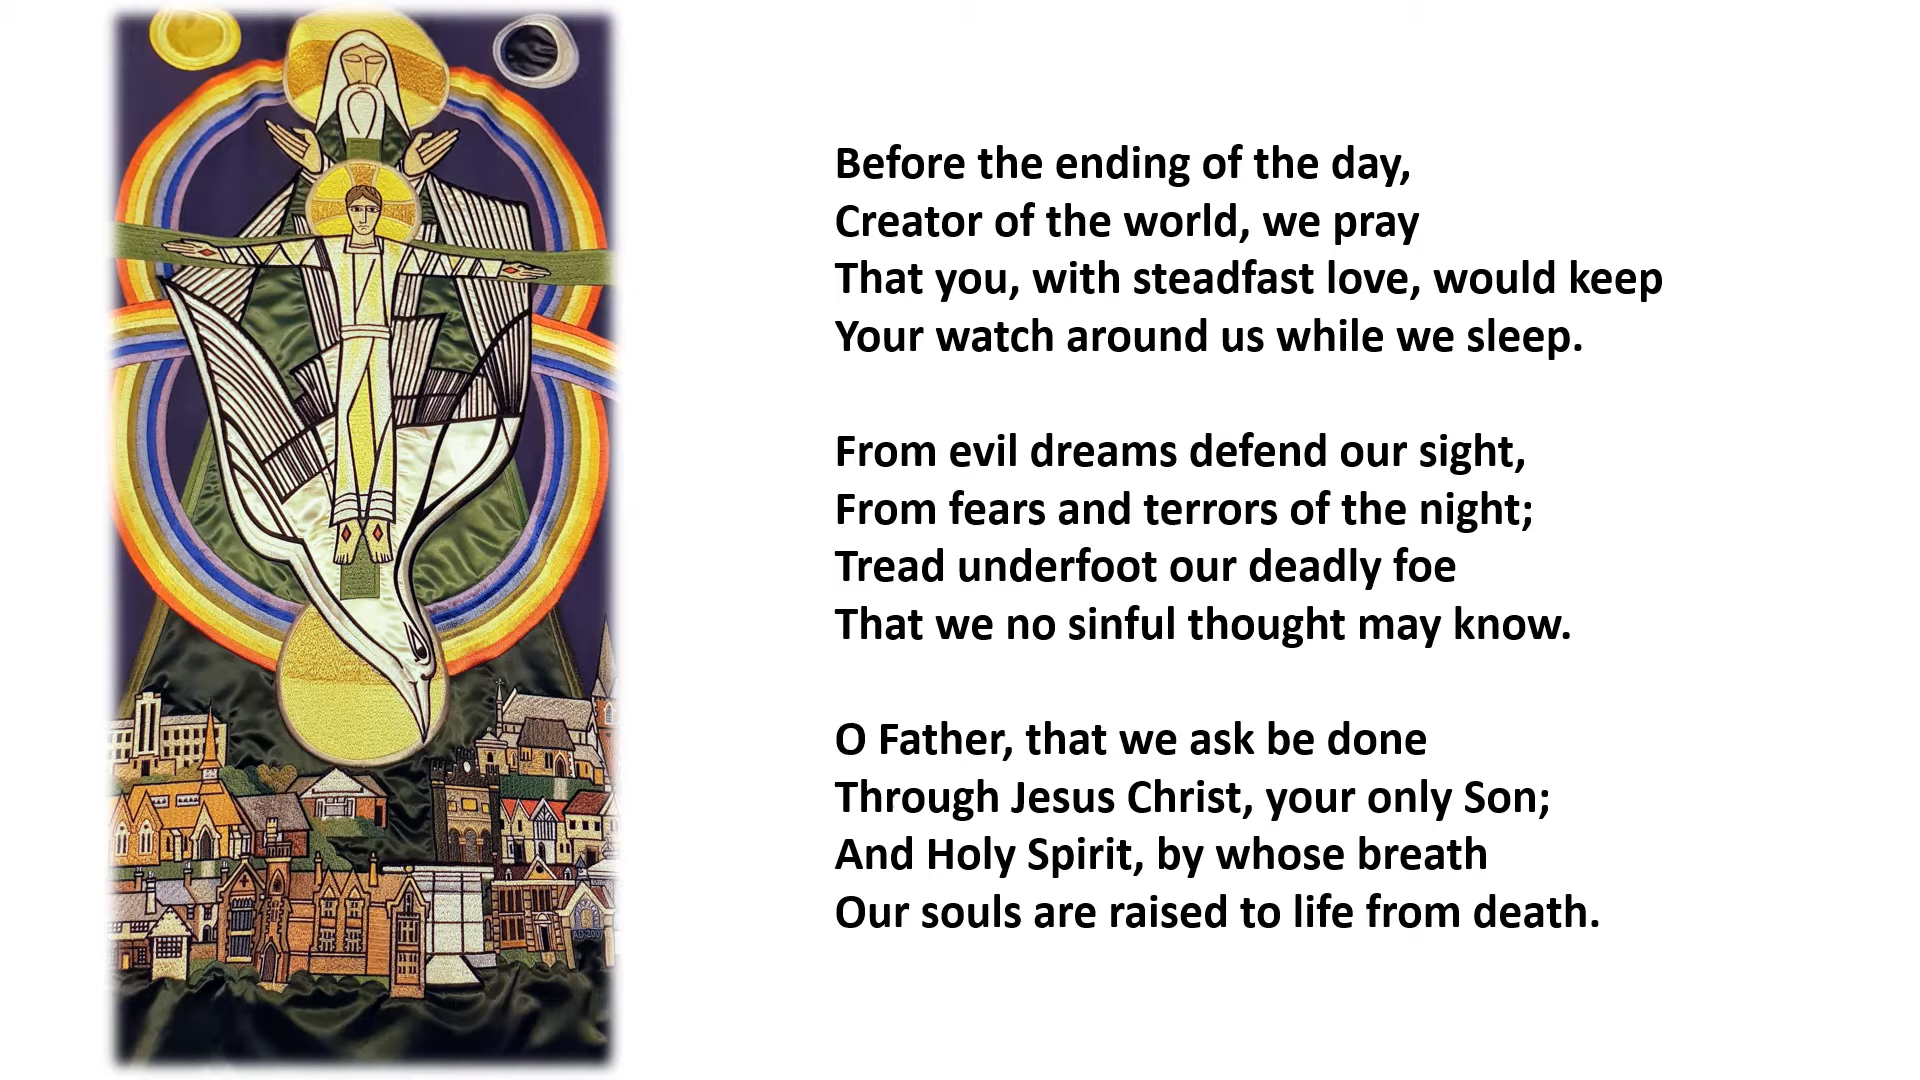 Before the ending of the day,
Creator of the world, we pray
That you, with steadfast love, would keep
Your watch around us while we sleep.
From evil dreams defend our sight,
From fears and terrors of the night;
Tread underfoot our deadly foe
That we no sinful thought may know.
O Father, that we ask be done
Through Jesus Christ, your only Son;
And Holy Spirit, by whose breath
Our souls are raised to life from death.